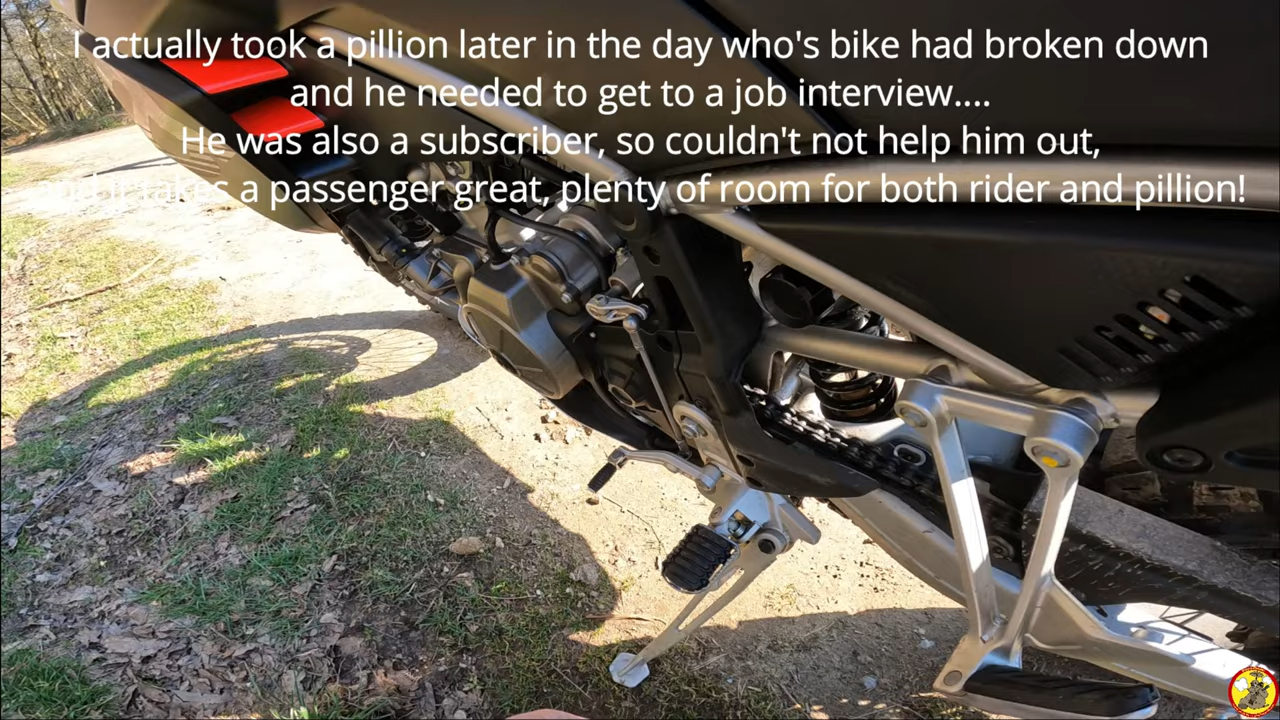 I actually took a pillion later in the day who's bike had broken down
and he needed to get to a job interview....
He was also a subscriber, so couldn't not help him out,
and it takes a passenger great, plenty of room for both rider and pillion!